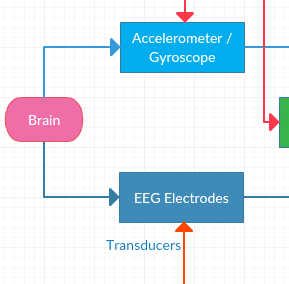 Accelerometer /
Gyroscope
Brain
EEG Electrodes
Transducers